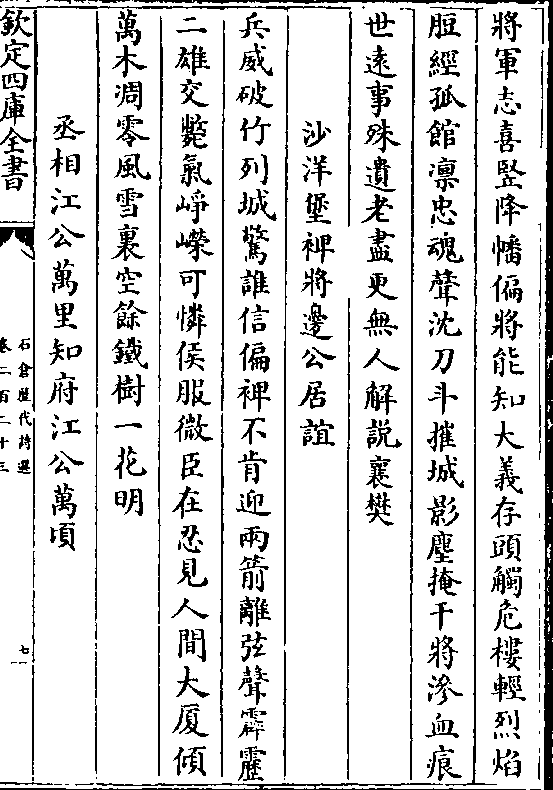 將軍志喜豎降幡偏將能知大義存頭觸危樓輕烈焰
脰經孤館凛忠魂聲沈刀斗摧城影塵掩干將滲血痕
世逺事殊遺老盡更無人解説襄樊
沙洋堡裨將邊公居誼
兵威破竹列城驚誰信偏裨不肯迎兩箭離弦聲霹靂
二雄交斃氣崢嶸可憐侯服微臣在忍見人間大厦傾
萬木凋零風雪裏空餘鐵樹一花明
丞相江公萬里知府江公萬頃
欽定四庫全書
石倉歷代詩選
卷二百二十三
七